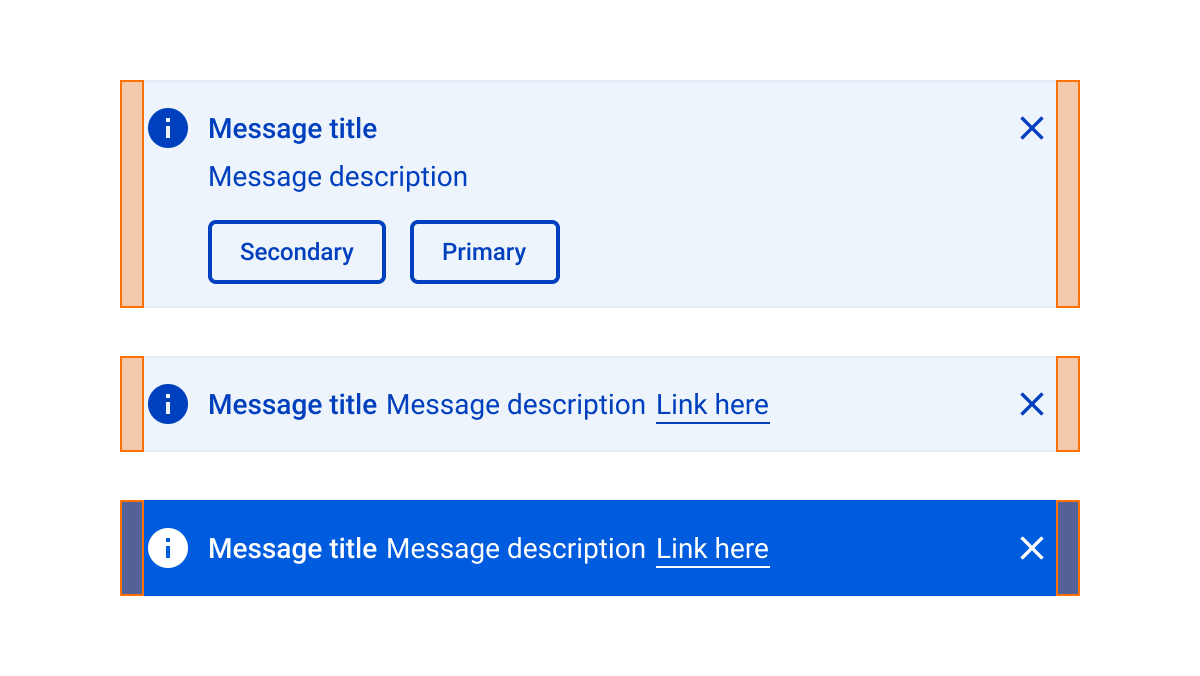 Message title
Message description
Secondary Primary
Message title Message description Link here
Message title Message description Link here